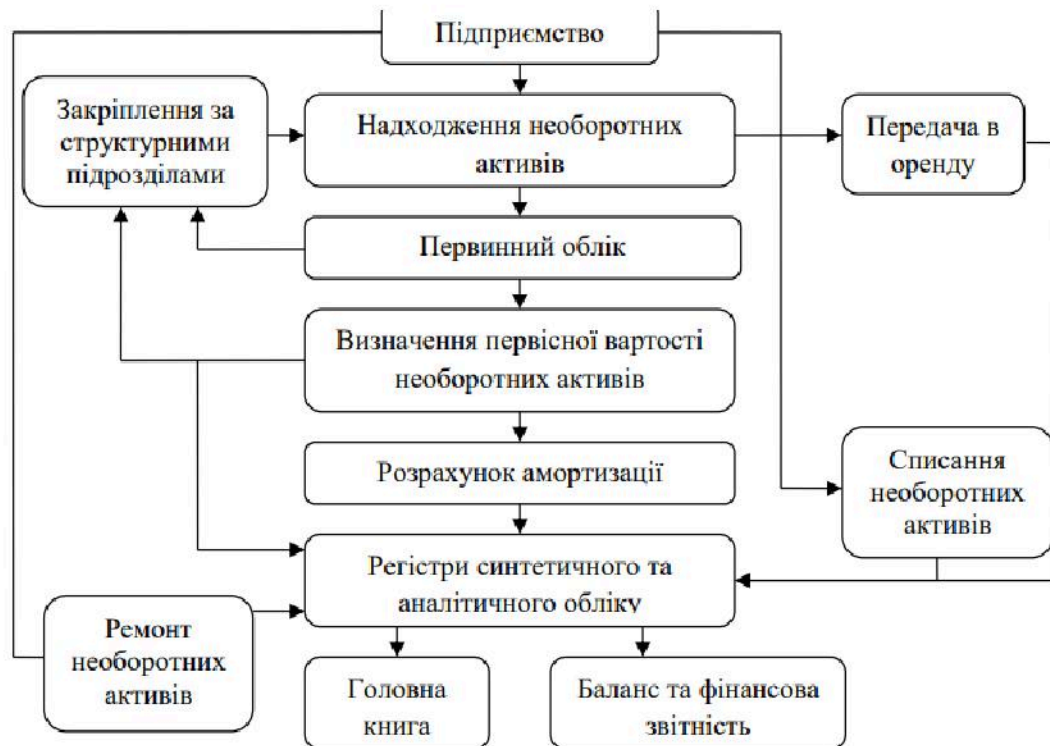 Підприємство
Закріплення за
структурними
підрозділами
Надходження необоротних
активів
Передача в
оренду
Первинний облік
Визначення первісної вартості
необоротних активів
Розрахунок амортизації
Списання
необоротних
активів
Регістри синтетичного та
аналітичного обліку
Ремонт
необоротних
активів
Головна
книга
Баланс та фінансова
звітність